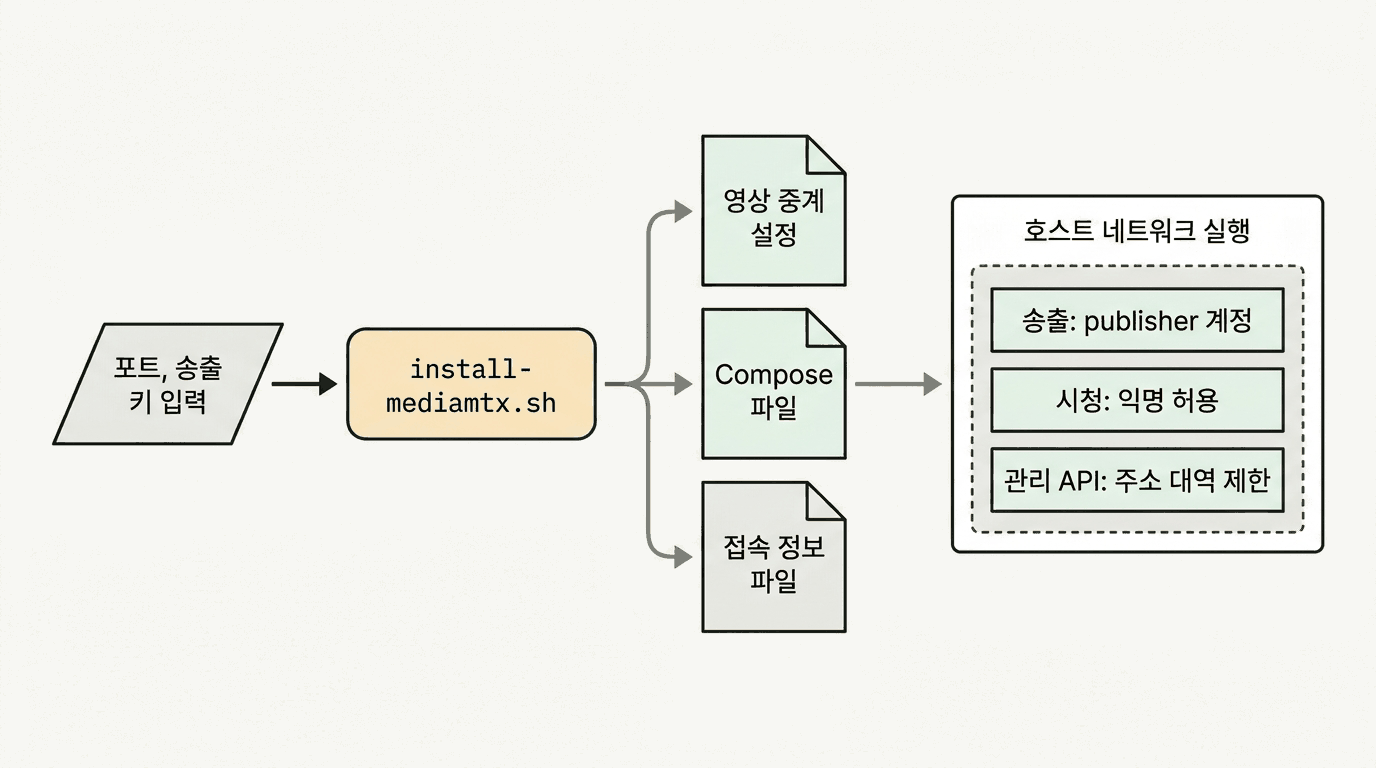 포트, 송출
키 입력
install-
mediamtx.sh
영상 중계
설정
Compose
파일
접속 정보
파일
호스트 네트워크 실행
송출: publisher 계정
시청: 익명 허용
관리 API: 주소 대역 제한